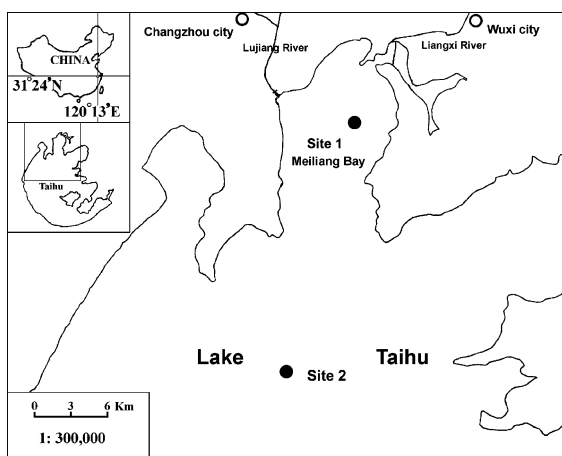 Changzhou city
Wuxi city
Lujiang River
Liangxi River
CHINA
31°24'N
120°13'E
Site 1
Meiliang Bay
Taihu
Lake Taihu
Site 2
0 3 6 Km
1: 300,000